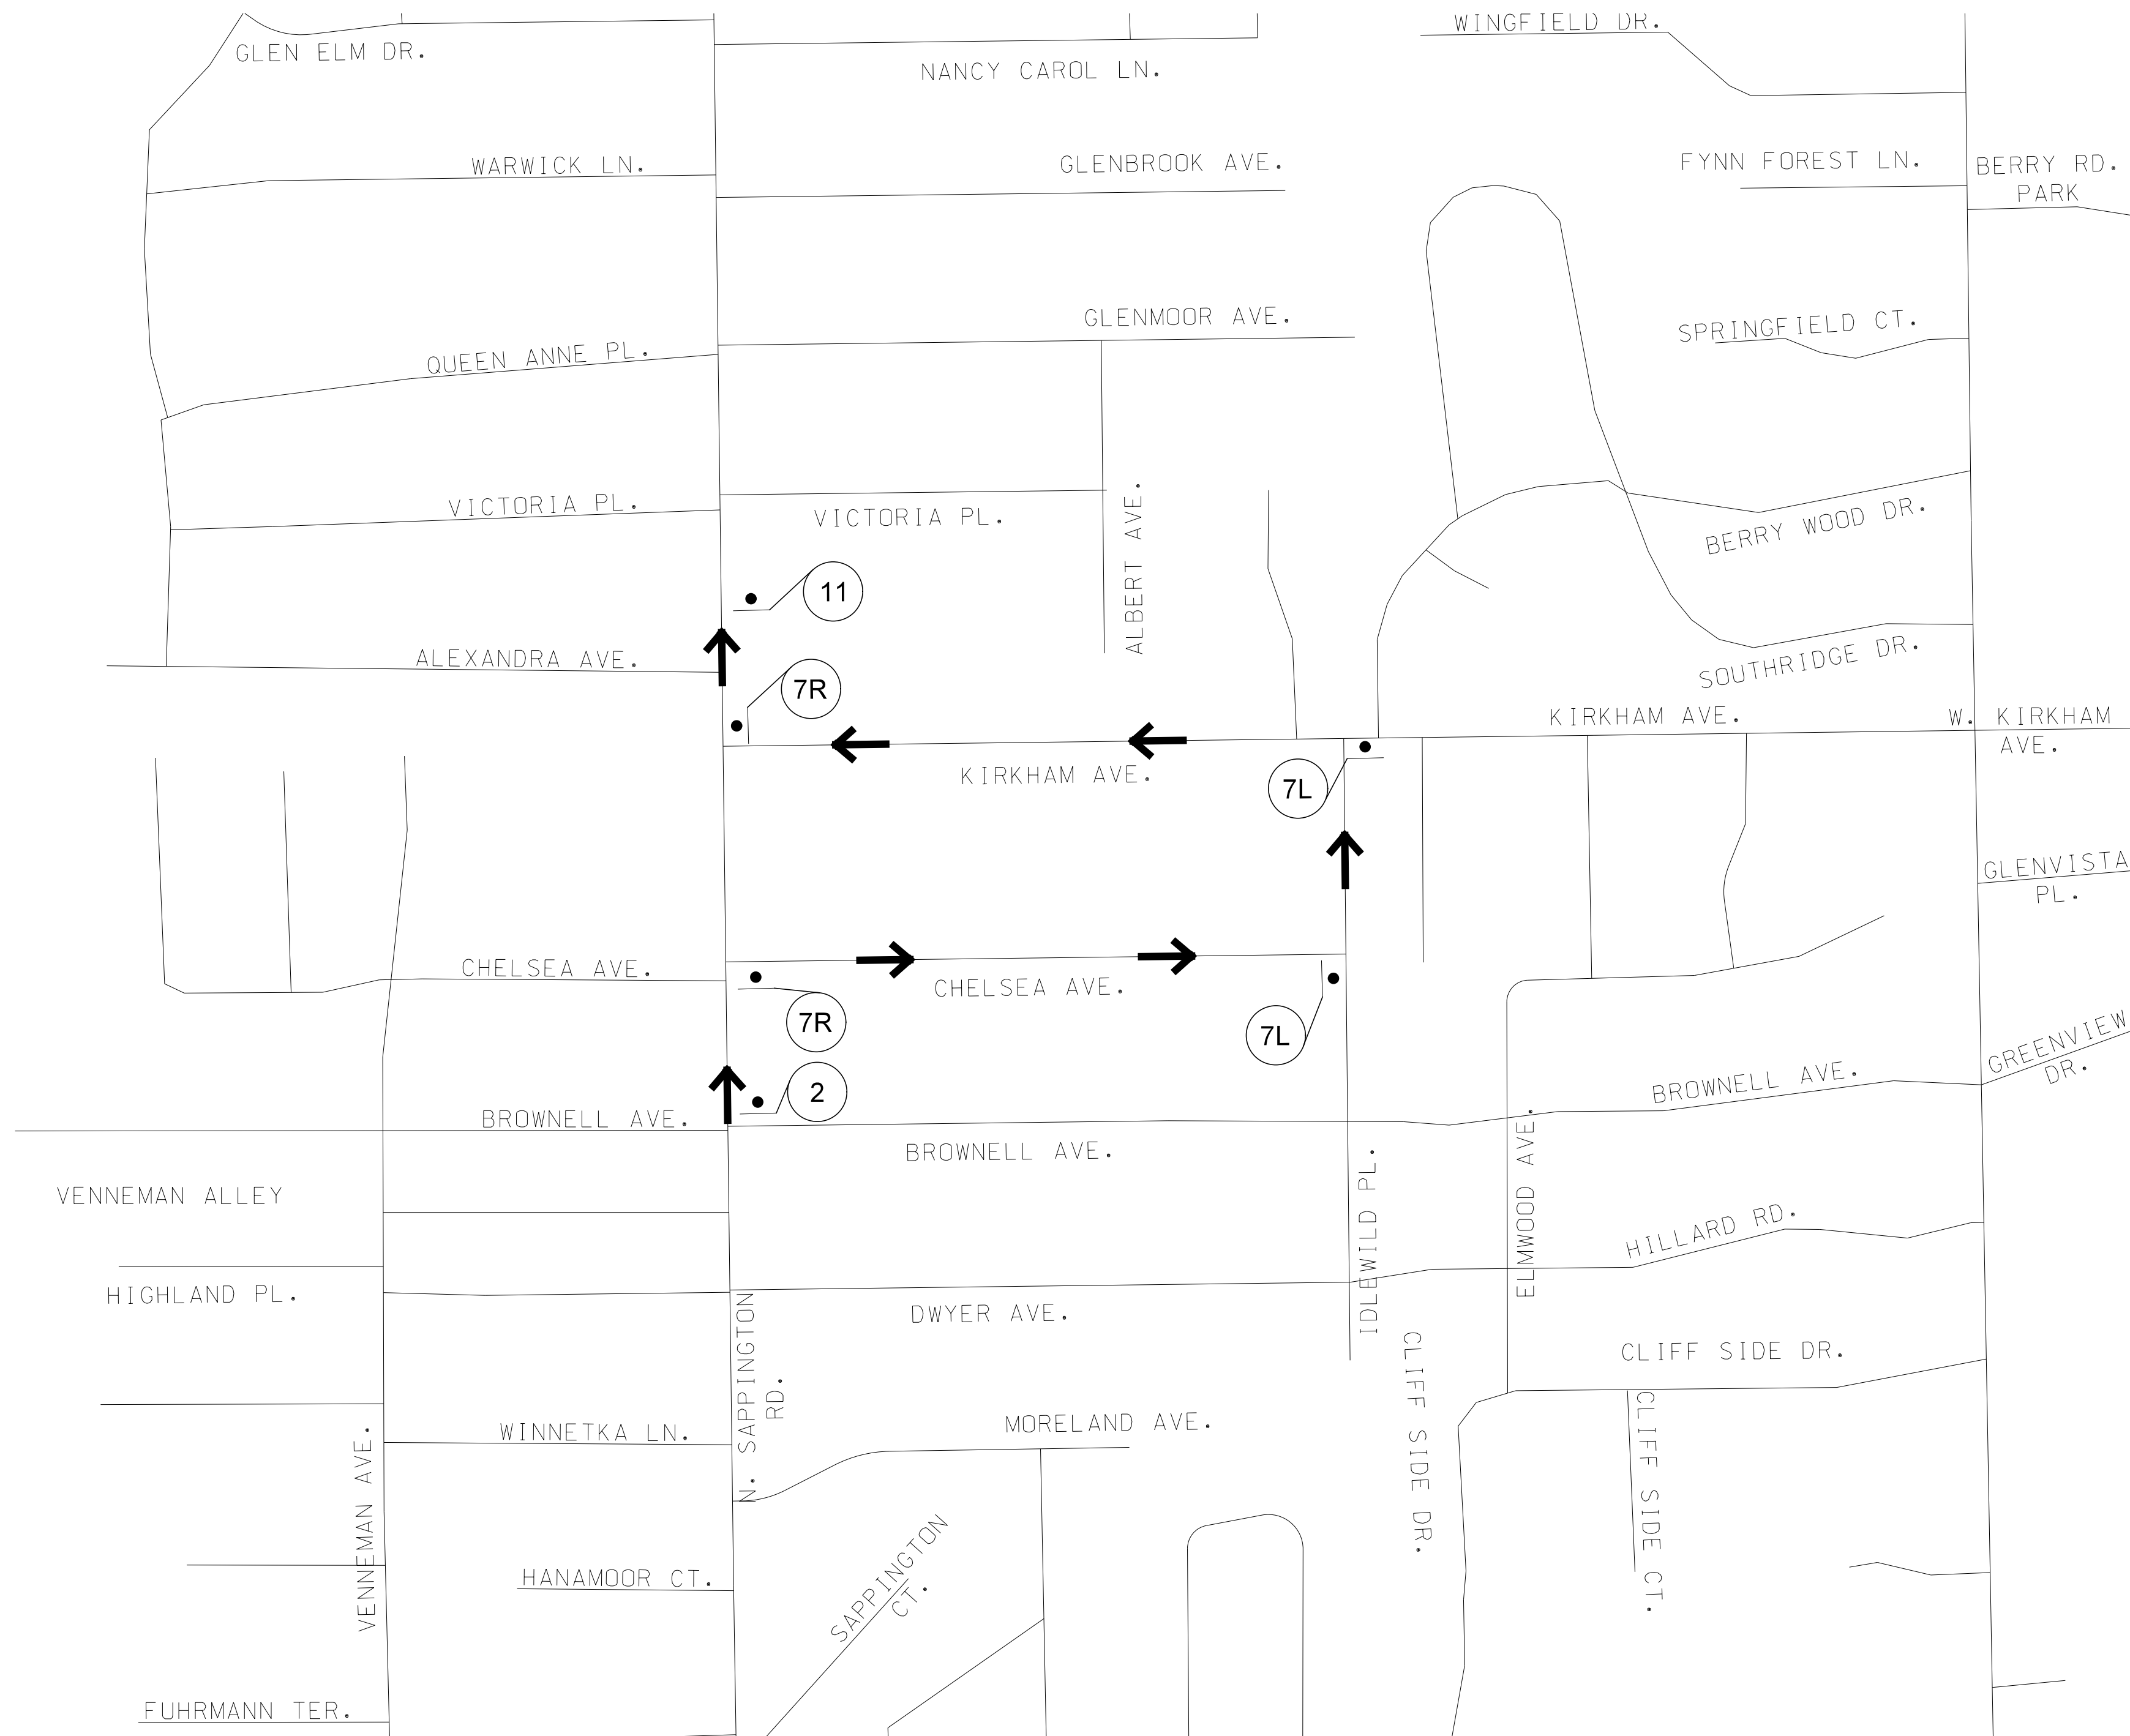 WINGFIELD DR.
GLEN ELM DR.
NANCY CAROL LN.
WARWICK LN.
GLENBROOK AVE.
FYNN FOREST LN.
BERRY RD.
PARK
QUEEN ANNE PL.
GLENMOOR AVE.
SPRINGFIELD CT.
VICTORIA PL.
VICTORIA PL.
ALBERT AVE.
BERRY WOOD DR.
11
ALEXANDRA AVE.
7R
SOUTHRIDGE DR.
KIRKHAM AVE.
W. KIRKHAM
AVE.
KIRKHAM AVE.
7L
GLENVISTA
PL.
CHELSEA AVE.
CHELSEA AVE.
7R
7L
2
BROWNELL AVE.
GREENVIEW
DR.
BROWNELL AVE.
BROWNELL AVE.
VENNEMAN ALLEY
IDLEWILD PL.
ELMWOOD AVE.
HILLARD RD.
HIGHLAND PL.
N. SAPPINGTON
RD.
DWYER AVE.
CLIFF SIDE DR.
CLIFF SIDE DR.
VENNEMAN AVE.
WINNETKA LN.
MORELAND AVE.
CLIFF SIDE CT.
HANAMOOR CT.
SAPPINGTON
CT.
FUHRMANN TER.